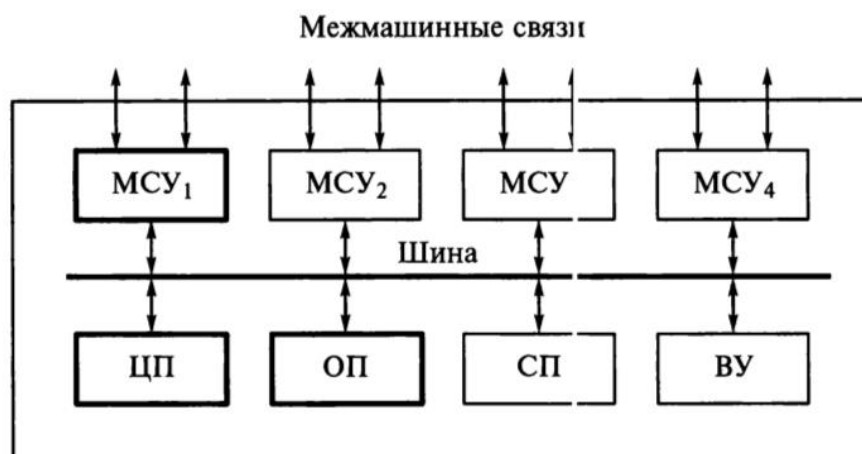 Межмашинные связи
МСУ₁ МСУ₂ МСУ МСУ₄
Шина
ЦП ОП СП ВУ